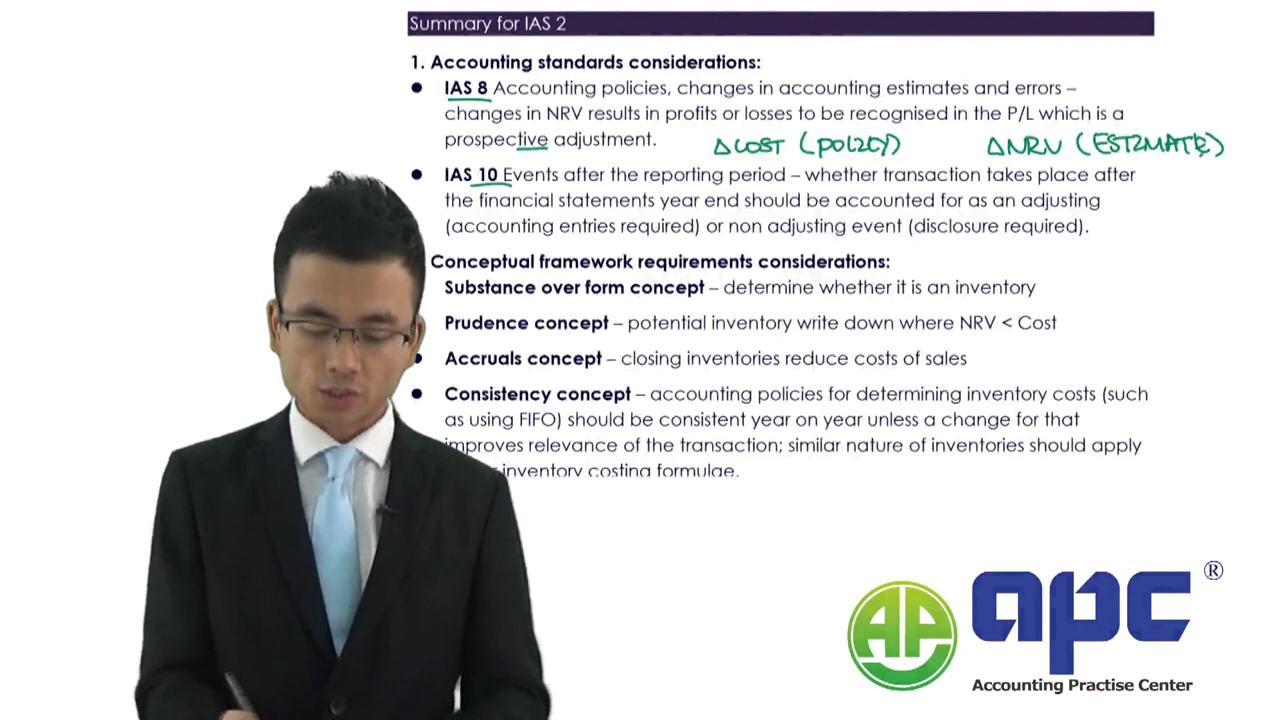 Summary for IAS 2
1. Accounting standards considerations:
● IAS 8 Accounting policies, changes in accounting estimates and errors –
changes in NRV results in profits or losses to be recognised in the P/L which is a
prospective adjustment.
ΔCOST (POLICY) ΔNRV (ESTIMATE)
● IAS 10 Events after the reporting period – whether transaction takes place after
the financial statements year end should be accounted for as an adjusting
(accounting entries required) or non adjusting event (disclosure required).
Conceptual framework requirements considerations:
Substance over form concept – determine whether it is an inventory
Prudence concept – potential inventory write down where NRV < Cost
● Accruals concept – closing inventories reduce costs of sales
● Consistency concept – accounting policies for determining inventory costs (such
as using FIFO) should be consistent year on year unless a change for that
improves relevance of the transaction; similar nature of inventories should apply
inventory costing formulae.
AP
apc ®
Accounting Practise Center